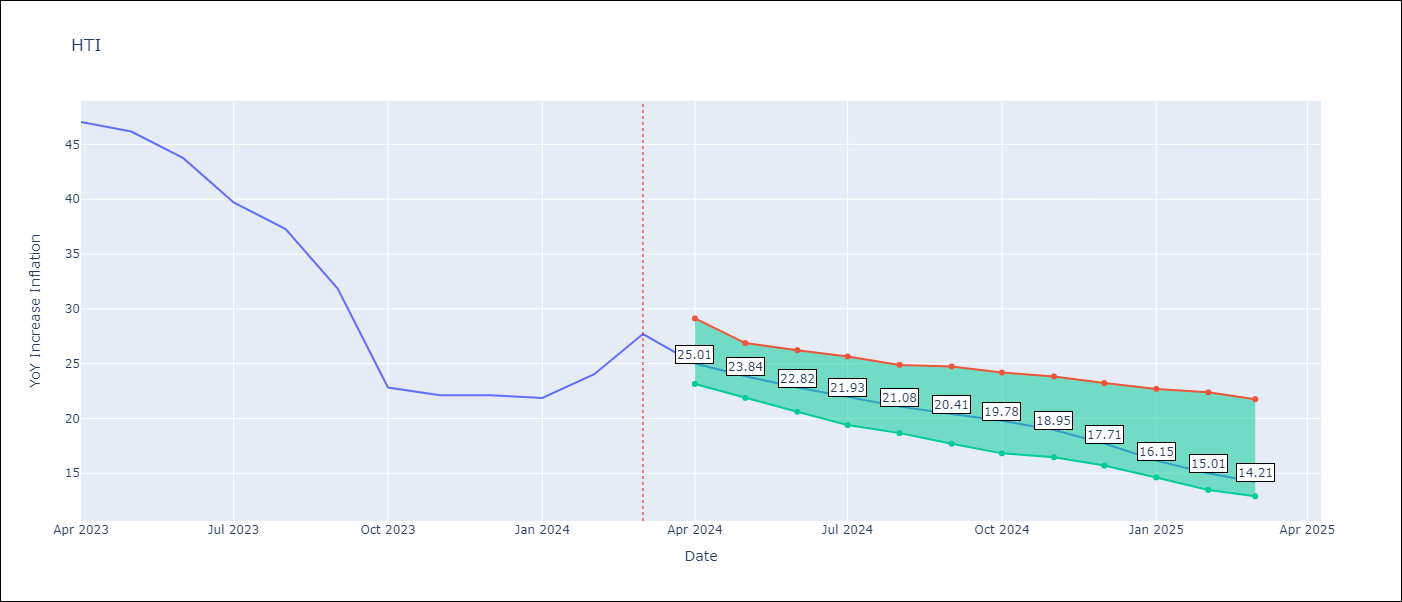 HTI
YoY Increase Inflation
45
40
35
30
25
20
15
25.01
23.84
22.82
21.93
21.08
20.41
19.78
18.95
17.71
16.15
15.01
14.21
Apr 2023
Jul 2023
Oct 2023
Jan 2024
Apr 2024
Jul 2024
Oct 2024
Jan 2025
Apr 2025
Date